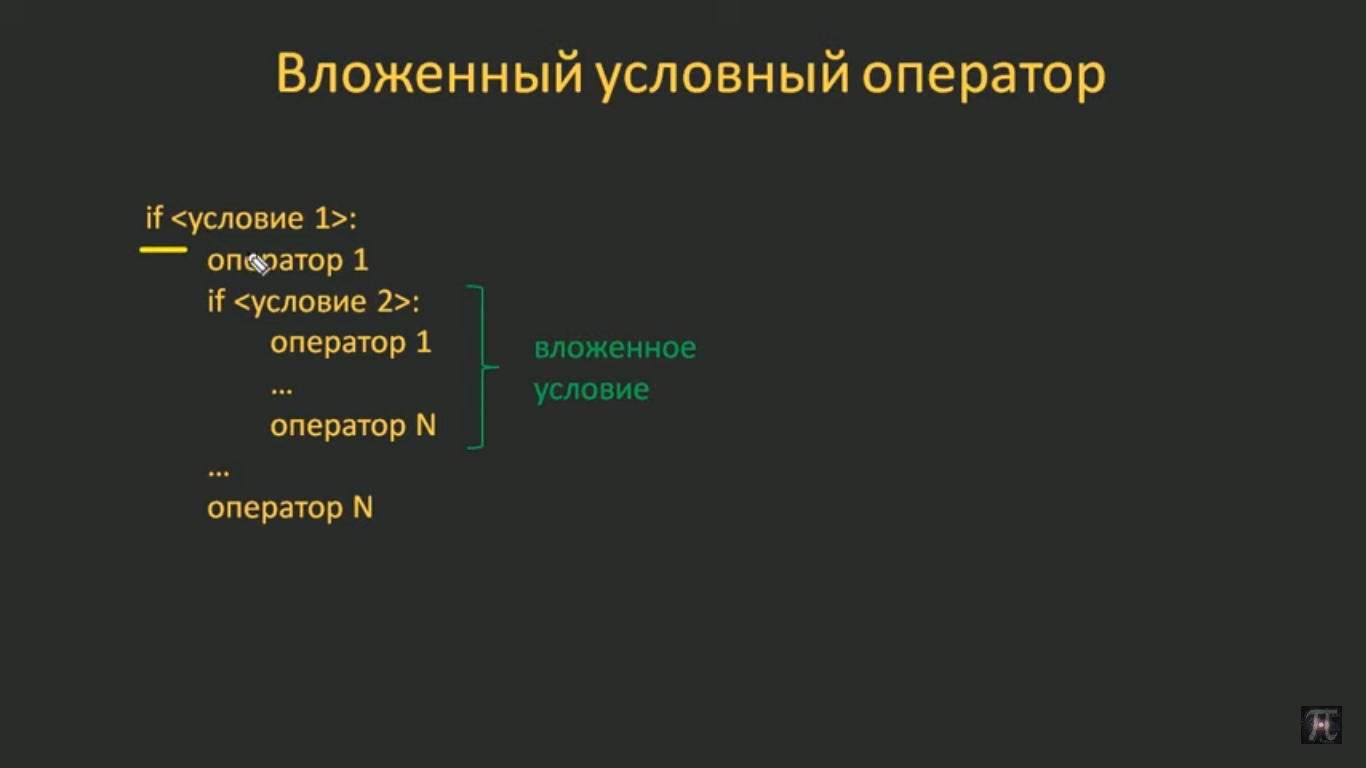 Вложенный условный оператор
if <условие 1>:
оператор 1
if <условие 2>:
оператор 1
...
оператор N
...
оператор N
вложенное
условие